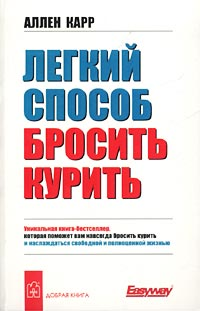 АЛЛЕН КАРР
ЛЕГКИЙ
СПОСОБ
БРОСИТЬ
КУРИТЬ
Уникальная книга-бестселлер,
которая поможет вам навсегда бросить курить
и наслаждаться свободной и полноценной жизнью
ДОБРАЯ КНИГА
Easyway